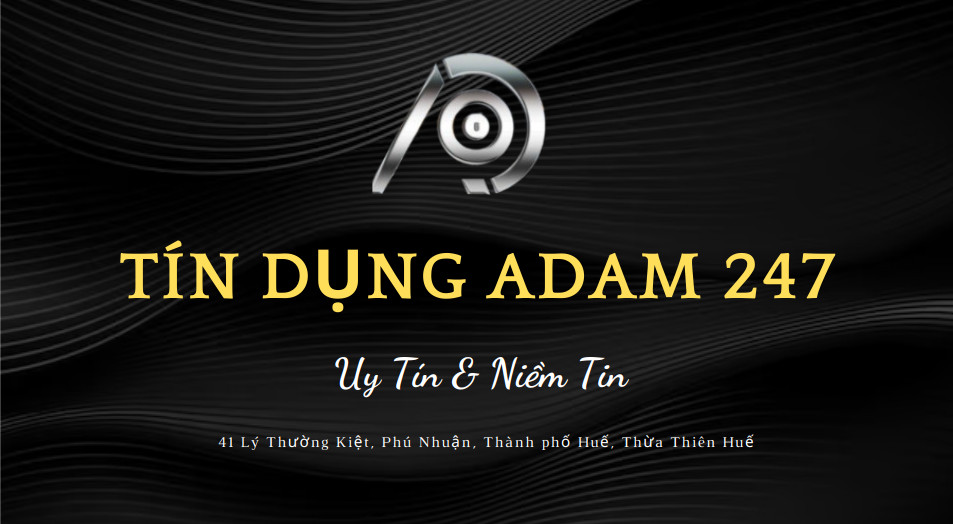 TÍN DỤNG ADAM 247
Uy Tín & Niềm Tin
41 Lý Thường Kiệt, Phú Nhuận, Thành phố Huế, Thừa Thiên Huế